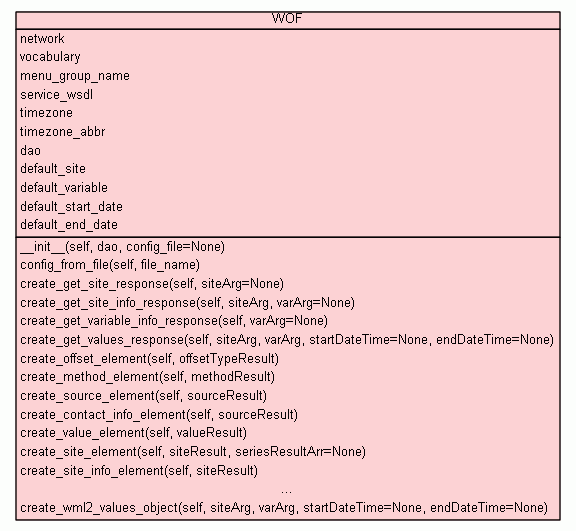 WOF
network
vocabulary
menu_group_name
service_wsdl
timezone
timezone_abbr
dao
default_site
default_variable
default_start_date
default_end_date
__init__(self, dao, config_file=None)
config_from_file(self, file_name)
create_get_site_response(self, siteArg=None)
create_get_site_info_response(self, siteArg, varArg=None)
create_get_variable_info_response(self, varArg=None)
create_get_values_response(self, siteArg, varArg, startDateTime=None, endDateTime=None)
create_offset_element(self, offsetTypeResult)
create_method_element(self, methodResult)
create_source_element(self, sourceResult)
create_contact_info_element(self, sourceResult)
create_value_element(self, valueResult)
create_site_element(self, siteResult, seriesResultArr=None)
create_site_info_element(self, siteResult)
...
create_wml2_values_object(self, siteArg, varArg, startDateTime=None, endDateTime=None)